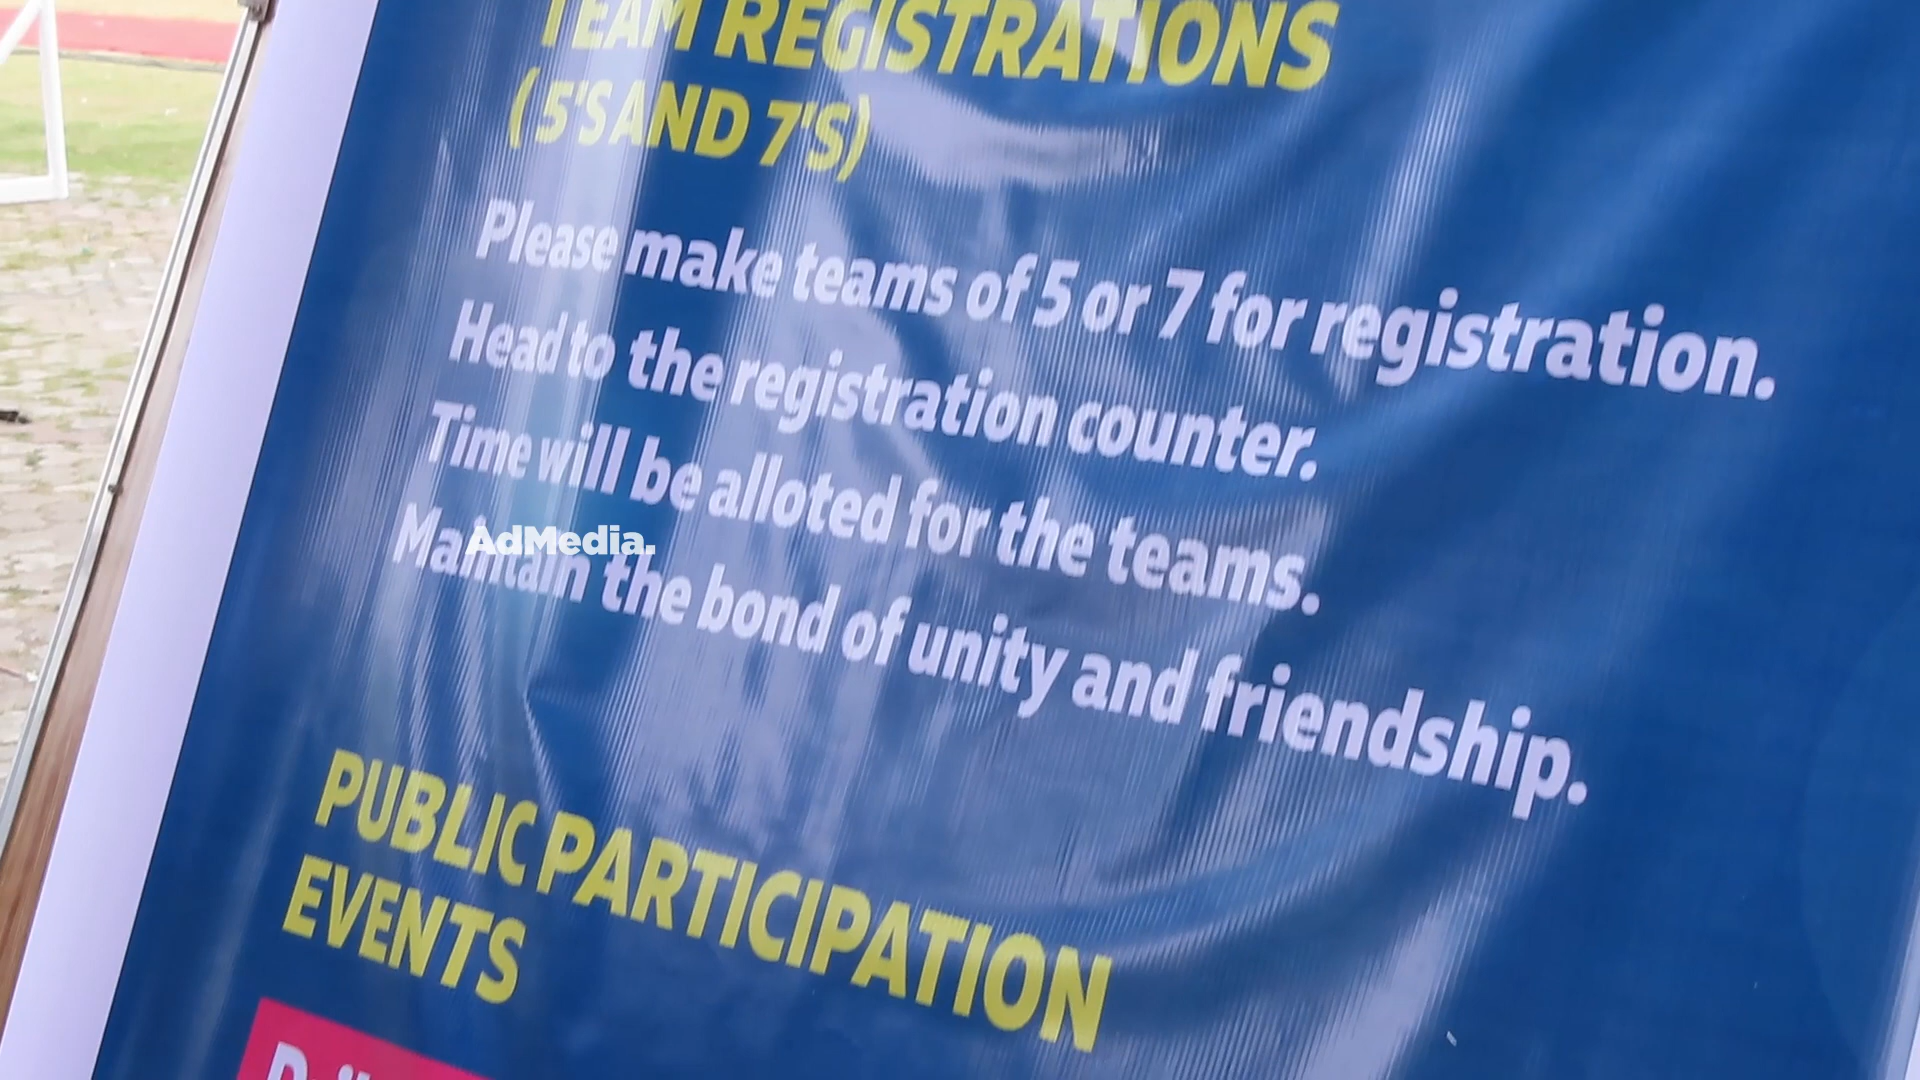 TEAM REGISTRATIONS
(5'S AND 7'S)
Please make teams of 5 or 7 for registration.
Head to the registration counter.
Time will be alloted for the teams.
Maintain the bond of unity and friendship.
AdMedia.
PUBLIC PARTICIPATION
EVENTS